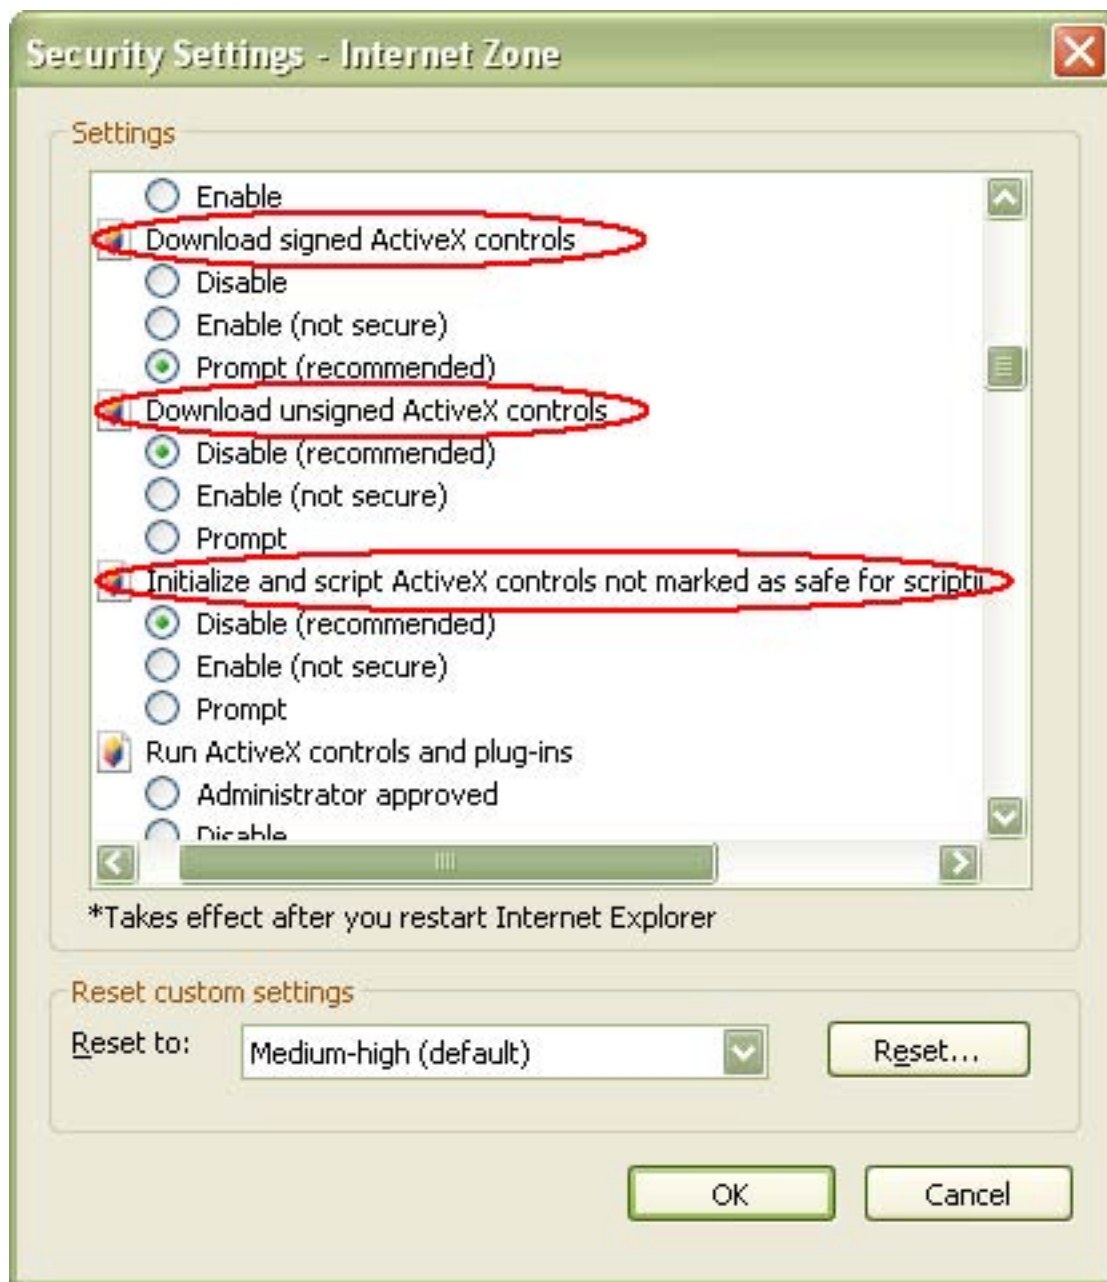 Security Settings - Internet Zone
Settings
Enable
Download signed ActiveX controls
Disable
Enable (not secure)
Prompt (recommended)
Download unsigned ActiveX controls
Disable (recommended)
Enable (not secure)
Prompt
Initialize and script ActiveX controls not marked as safe for scripti
Disable (recommended)
Enable (not secure)
Prompt
Run ActiveX controls and plug-ins
Administrator approved
Disable
*Takes effect after you restart Internet Explorer
Reset custom settings
Reset to:
Medium-high (default)
Reset...
OK
Cancel